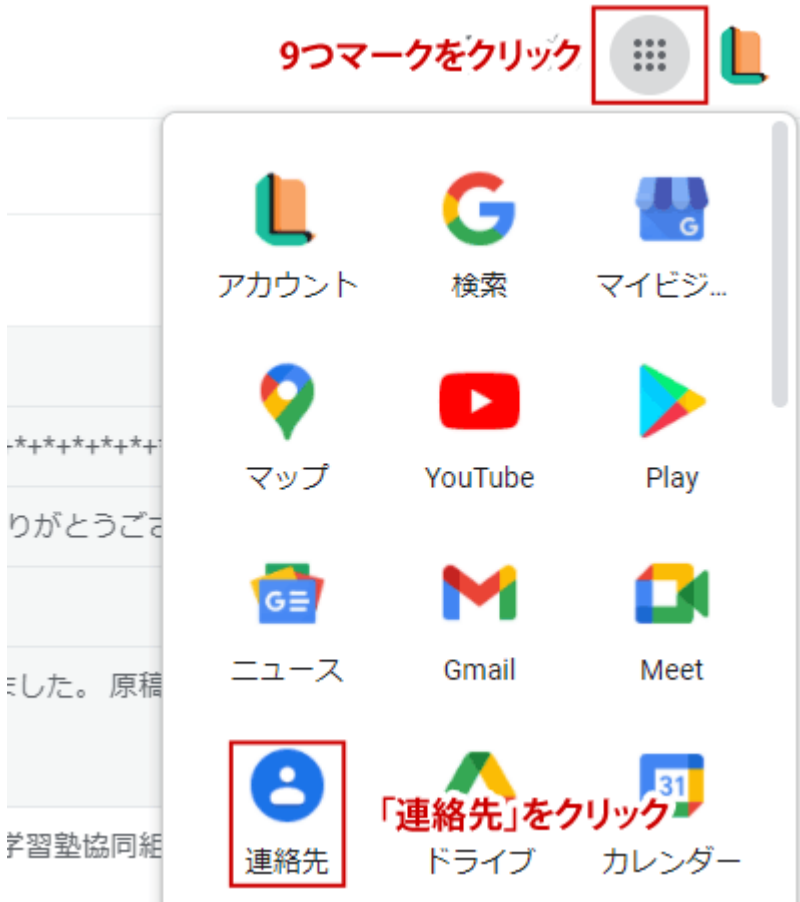 9つマークをクリック
アカウント
検索
マイビジ...
マップ
YouTube
Play
+*+*+*+*+*+
りがとうござ
ニュース
Gmail
Meet
ました。 原稿
31
「連絡先」をクリック
学習塾協同組
連絡先
ドライブ
カレンダー